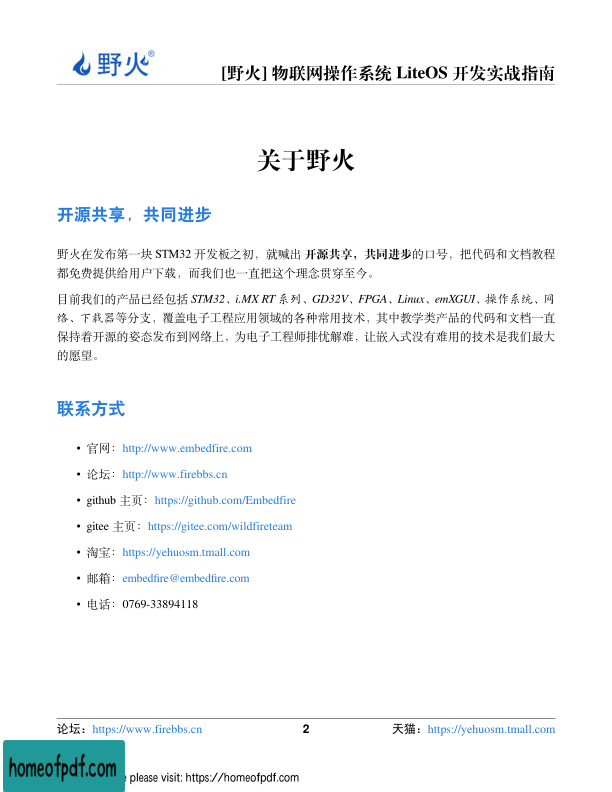 野火®
[野火] 物联网操作系统 LiteOS 开发实战指南
关于野火
开源共享，共同进步
野火在发布第一块 STM32 开发板之初，就喊出 开源共享，共同进步的口号，把代码和文档教程
都免费提供给用户下载，而我们也一直把这个理念贯穿至今。
目前我们的产品已经包括 STM32、i.MX RT 系列、GD32V、FPGA、Linux、emXGUI、操作系统、网
络、下载器等分支，覆盖电子工程应用领域的各种常用技术，其中教学类产品的代码和文档一直
保持着开源的姿态发布到网络上，为电子工程师排忧解难，让嵌入式没有难用的技术是我们最大
的愿望。
联系方式
• 官网：http://www.embedfire.com
• 论坛：http://www.firebbs.cn
• github 主页：https://github.com/Embedfire
• gitee 主页：https://gitee.com/wildfireteam
• 淘宝：https://yehuosm.tmall.com
• 邮箱：embedfire@embedfire.com
• 电话：0769-33894118
论坛：https://www.firebbs.cn 2 天猫：https://yehuosm.tmall.com
homeofpdf.com
please visit: https://homeofpdf.com